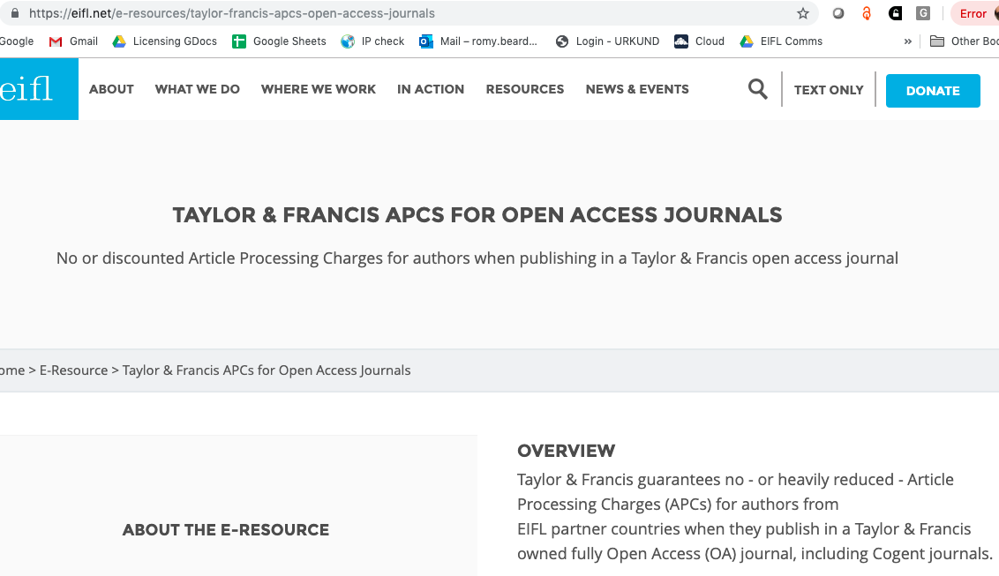 https://eifl.net/e-resources/taylor-francis-apcs-open-access-journals
G
Error
Google Gmail Licensing GDocs Google Sheets IP check Mail – romy.beard... Login - URKUND Cloud EIFL Comms » Other Boo
eifl
ABOUT WHAT WE DO WHERE WE WORK IN ACTION RESOURCES NEWS & EVENTS TEXT ONLY DONATE
TAYLOR & FRANCIS APCS FOR OPEN ACCESS JOURNALS
No or discounted Article Processing Charges for authors when publishing in a Taylor & Francis open access journal
ome > E-Resource > Taylor & Francis APCs for Open Access Journals
ABOUT THE E-RESOURCE
OVERVIEW
Taylor & Francis guarantees no - or heavily reduced - Article
Processing Charges (APCs) for authors from
EIFL partner countries when they publish in a Taylor & Francis
owned fully Open Access (OA) journal, including Cogent journals.